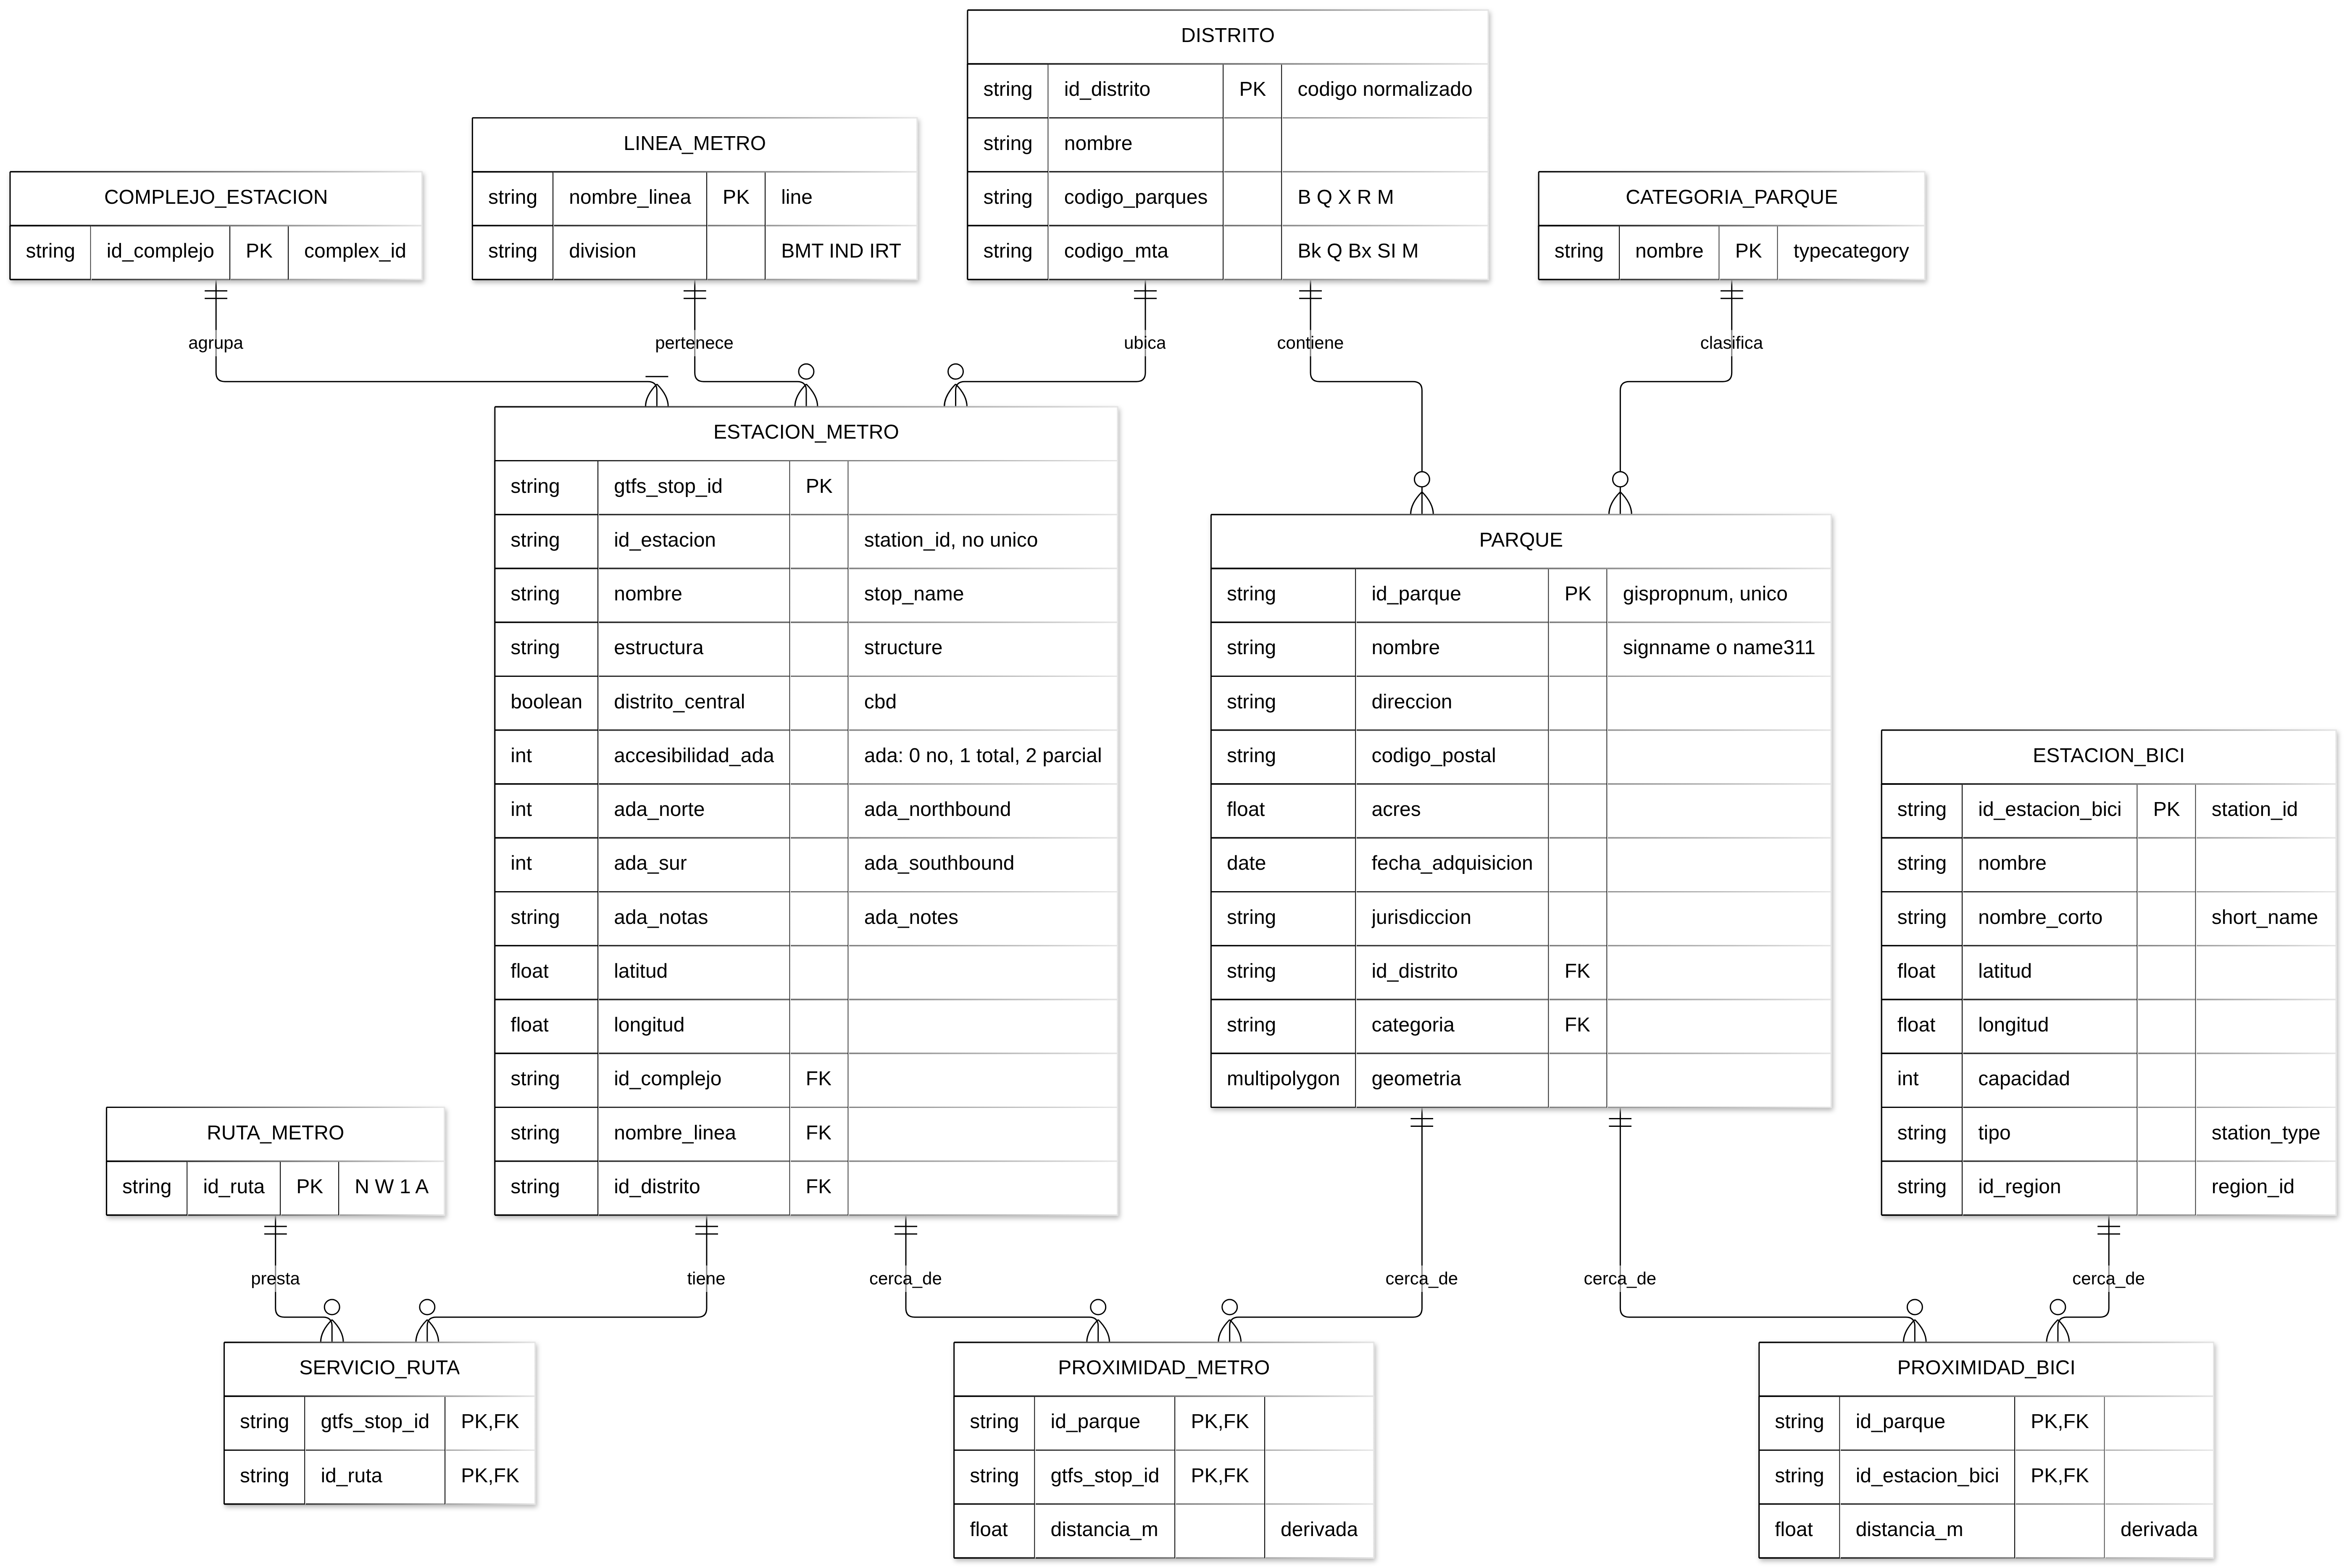 DISTRITO
string id_distrito PK codigo normalizado
string nombre
string codigo_parques B Q X R M
string codigo_mta Bk Q Bx SI M
LINEA_METRO
string nombre_linea PK line
string division BMT IND IRT
COMPLEJO_ESTACION
string id_complejo PK complex_id
CATEGORIA_PARQUE
string nombre PK typecategory
agrupa
pertenece
ubica
contiene
clasifica
ESTACION_METRO
string gtfs_stop_id PK
string id_estacion station_id, no unico
string nombre stop_name
string estructura structure
boolean distrito_central cbd
int accesibilidad_ada ada: 0 no, 1 total, 2 parcial
int ada_norte ada_northbound
int ada_sur ada_southbound
string ada_notas ada_notes
float latitud
float longitud
string id_complejo FK
string nombre_linea FK
string id_distrito FK
PARQUE
string id_parque PK gispropnum, unico
string nombre signname o name311
string direccion
string codigo_postal
float acres
date fecha_adquisicion
string jurisdiccion
string id_distrito FK
string categoria FK
multipolygon geometria
ESTACION_BICI
string id_estacion_bici PK station_id
string nombre
string nombre_corto short_name
float latitud
float longitud
int capacidad
string tipo station_type
string id_region region_id
RUTA_METRO
string id_ruta PK N W 1 A
presta
tiene
cerca_de
cerca_de
cerca_de
cerca_de
SERVICIO_RUTA
string gtfs_stop_id PK,FK
string id_ruta PK,FK
PROXIMIDAD_METRO
string id_parque PK,FK
string gtfs_stop_id PK,FK
float distancia_m derivada
PROXIMIDAD_BICI
string id_parque PK,FK
string id_estacion_bici PK,FK
float distancia_m derivada